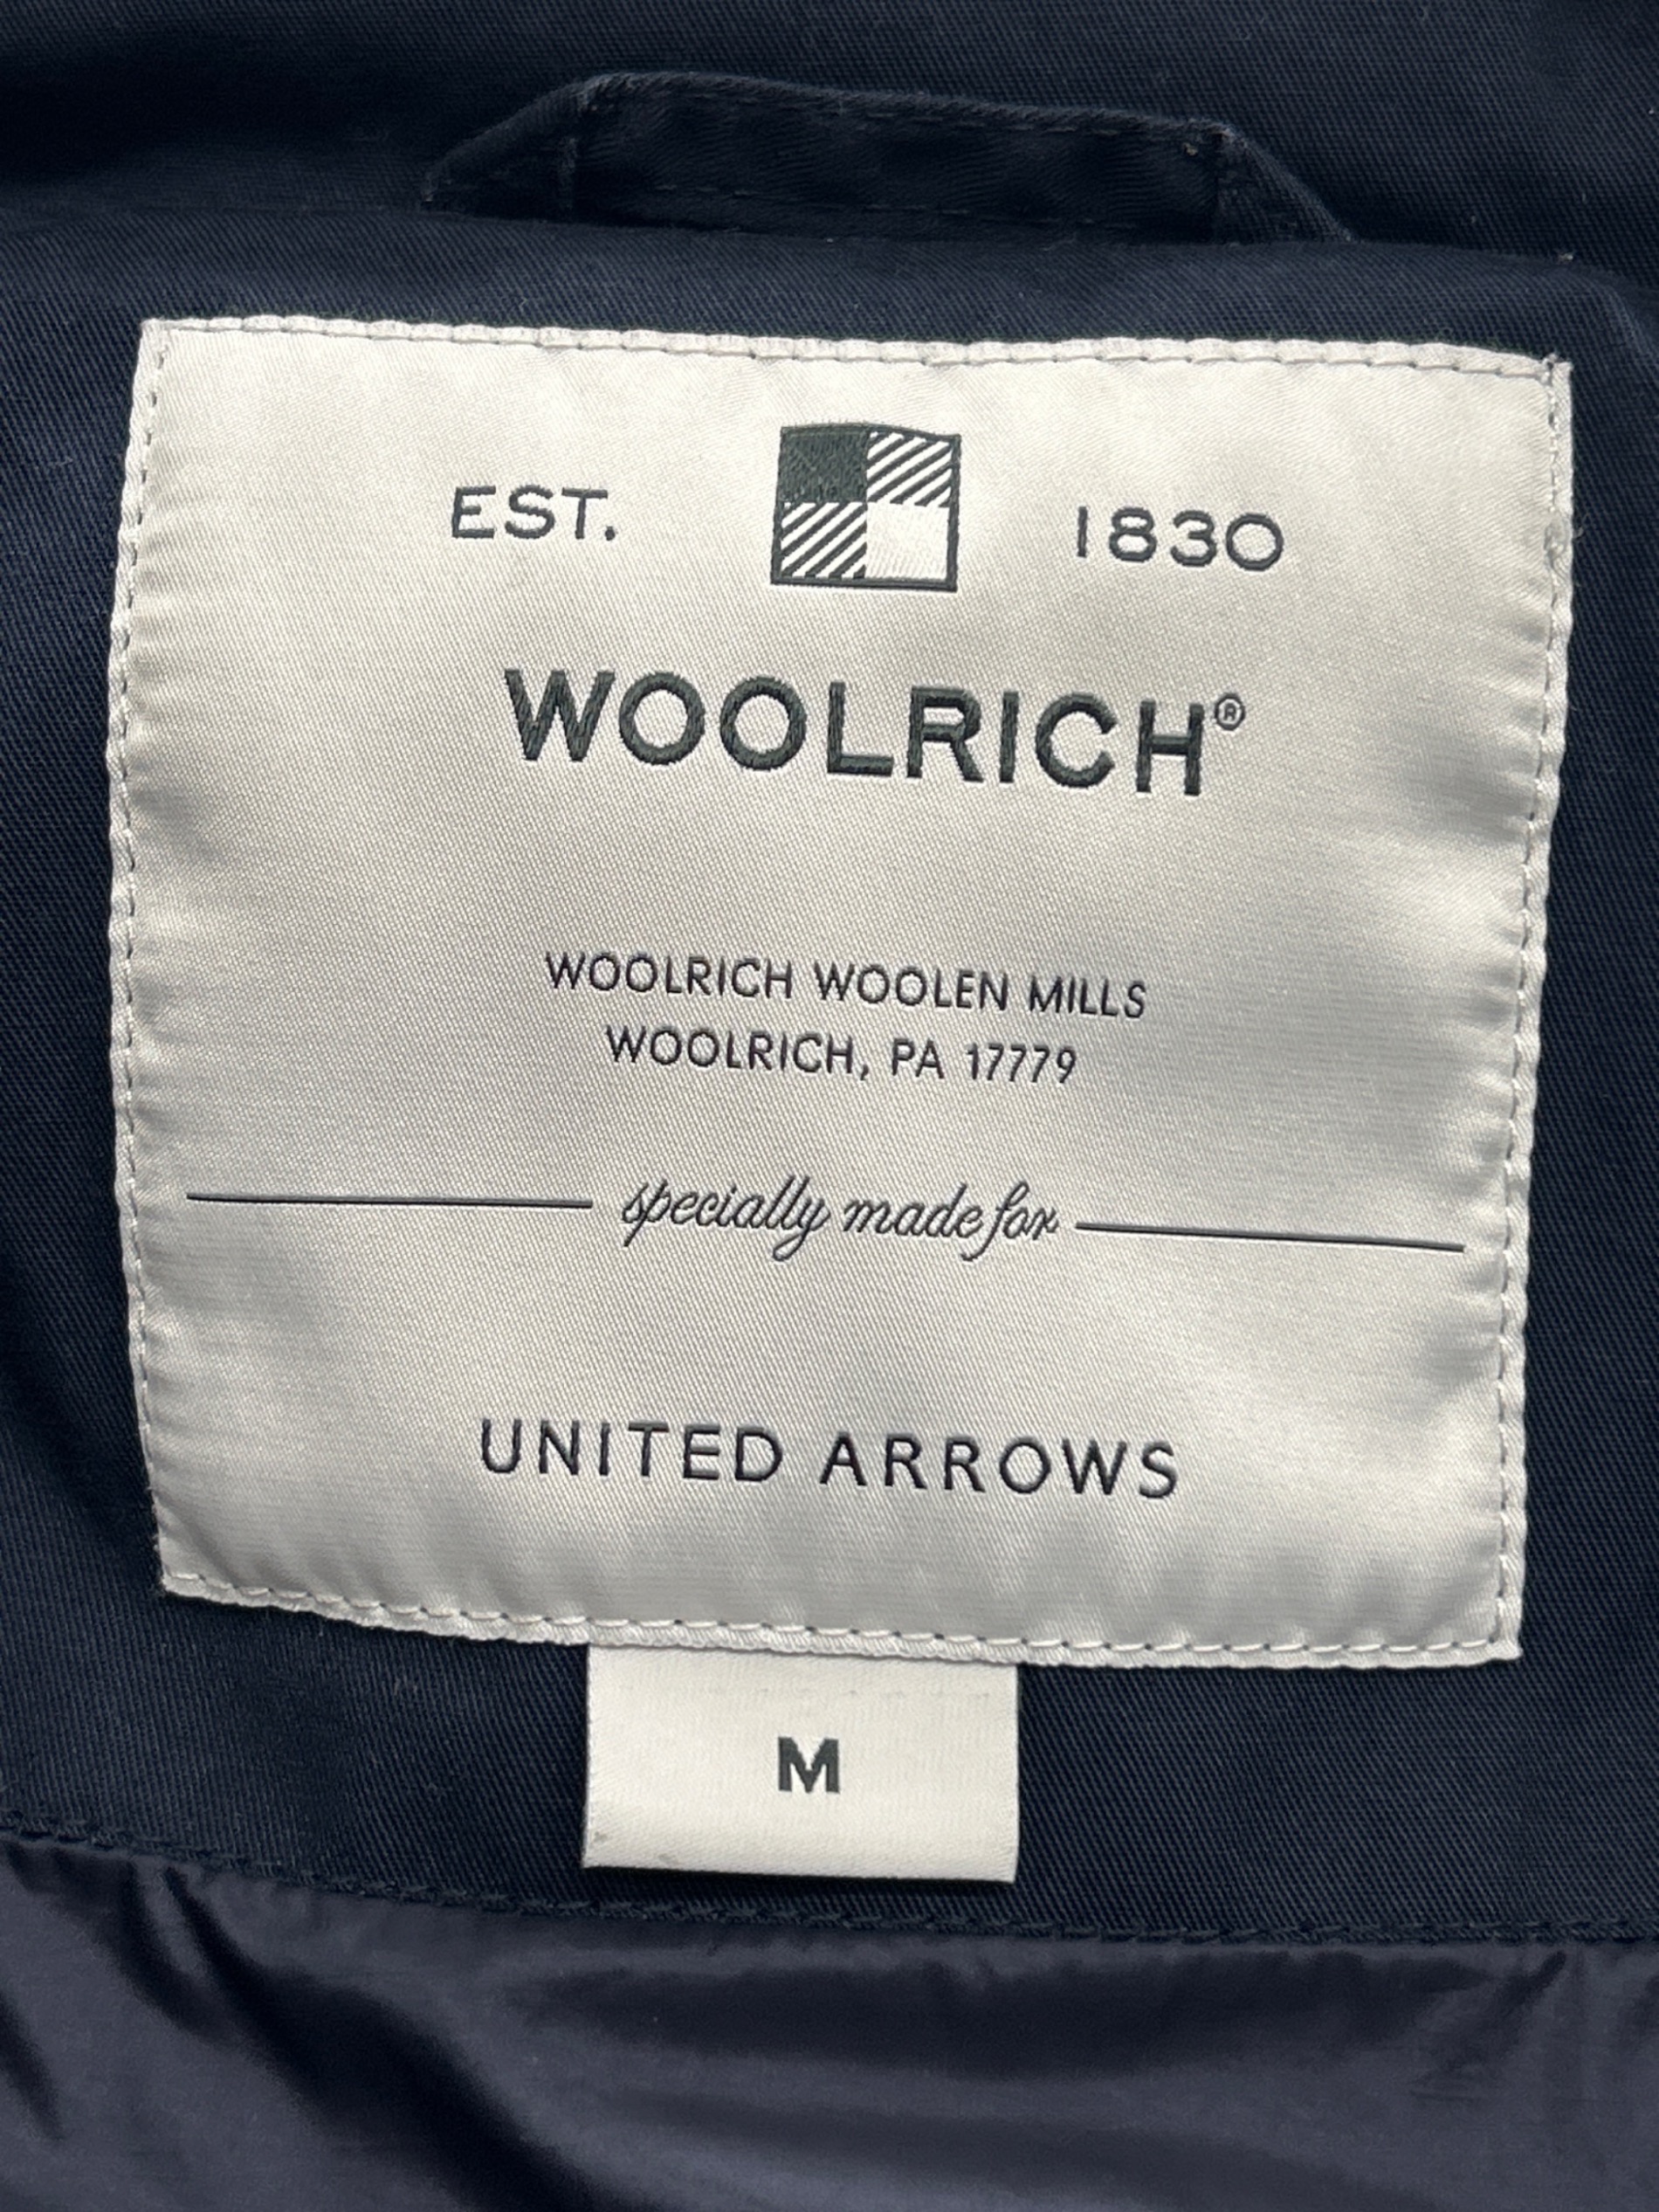 EST. 1830
WOOLRICH®
WOOLRICH WOOLEN MILLS
WOOLRICH, PA 17779
specially made for
UNITED ARROWS
M